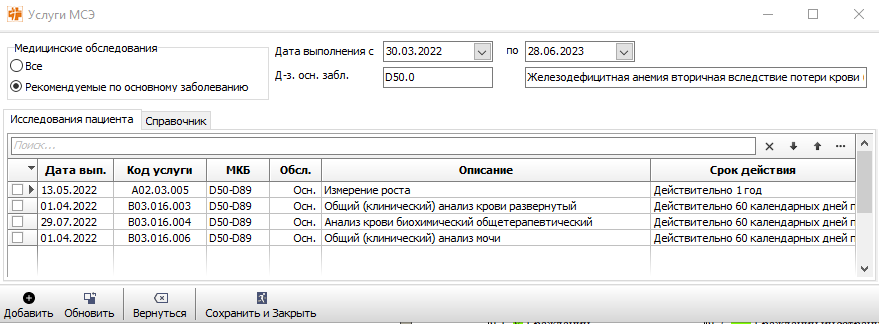 Услуги МСЭ
Медицинские обследования
Все
Рекомендуемые по основному заболеванию
Дата выполнения с 30.03.2022 по 28.06.2023
Д-з. осн. забл. D50.0 Железодефицитная анемия вторичная вследствие потери крови
Исследования пациента Справочник
Поиск...
Дата вып. Код услуги МКБ Обсл. Описание Срок действия
13.05.2022 A02.03.005 D50-D89 Осн. Измерение роста Действительно 1 год
01.04.2022 B03.016.003 D50-D89 Осн. Общий (клинический) анализ крови развернутый Действительно 60 календарных дней п
29.07.2022 B03.016.004 D50-D89 Осн. Анализ крови биохимический общетерапевтический Действительно 60 календарных дней п
01.04.2022 B03.016.006 D50-D89 Осн. Общий (клинический) анализ мочи Действительно 60 календарных дней п
Добавить Обновить Вернуться Сохранить и Закрыть